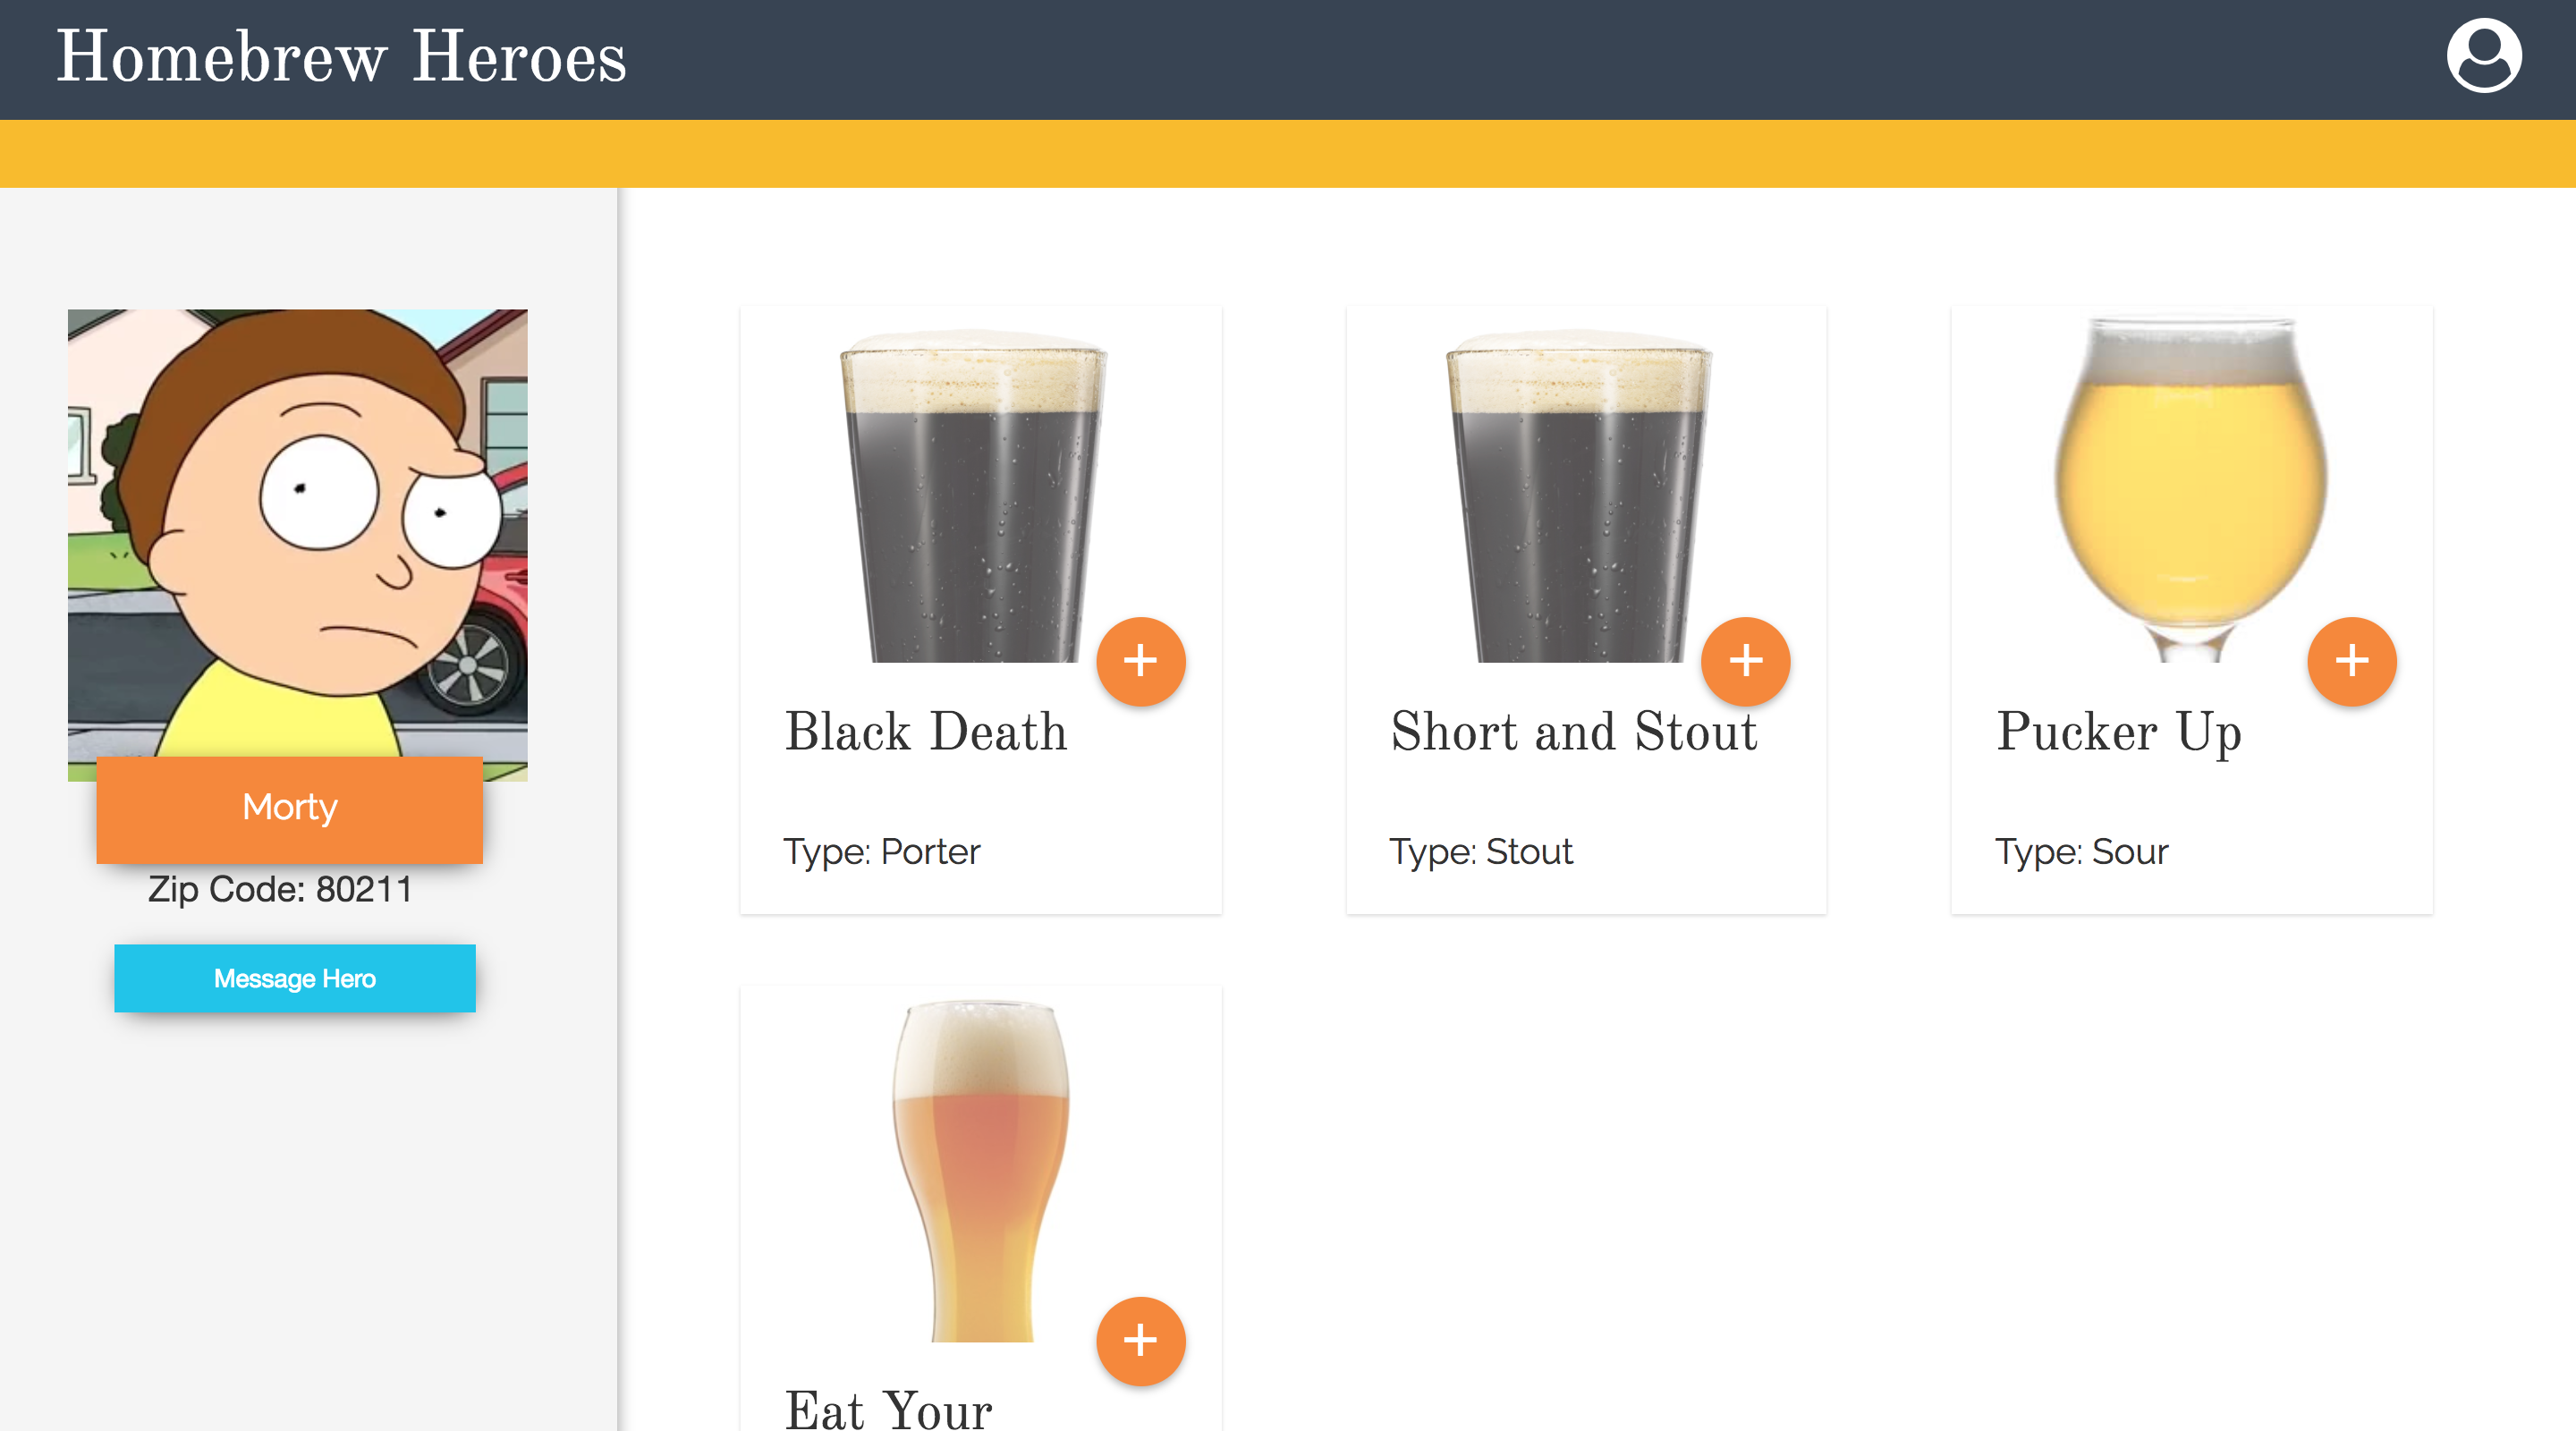 Homebrew Heroes
Morty
Zip Code: 80211
Message Hero
Black Death
Type: Porter
Short and Stout
Type: Stout
Pucker Up
Type: Sour
Eat Your